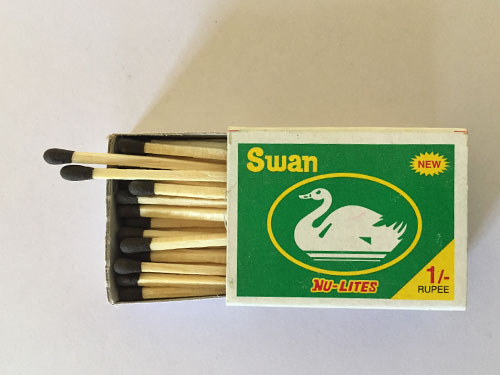 Swan
NEW
NU-LITES
1/-
RUPEE